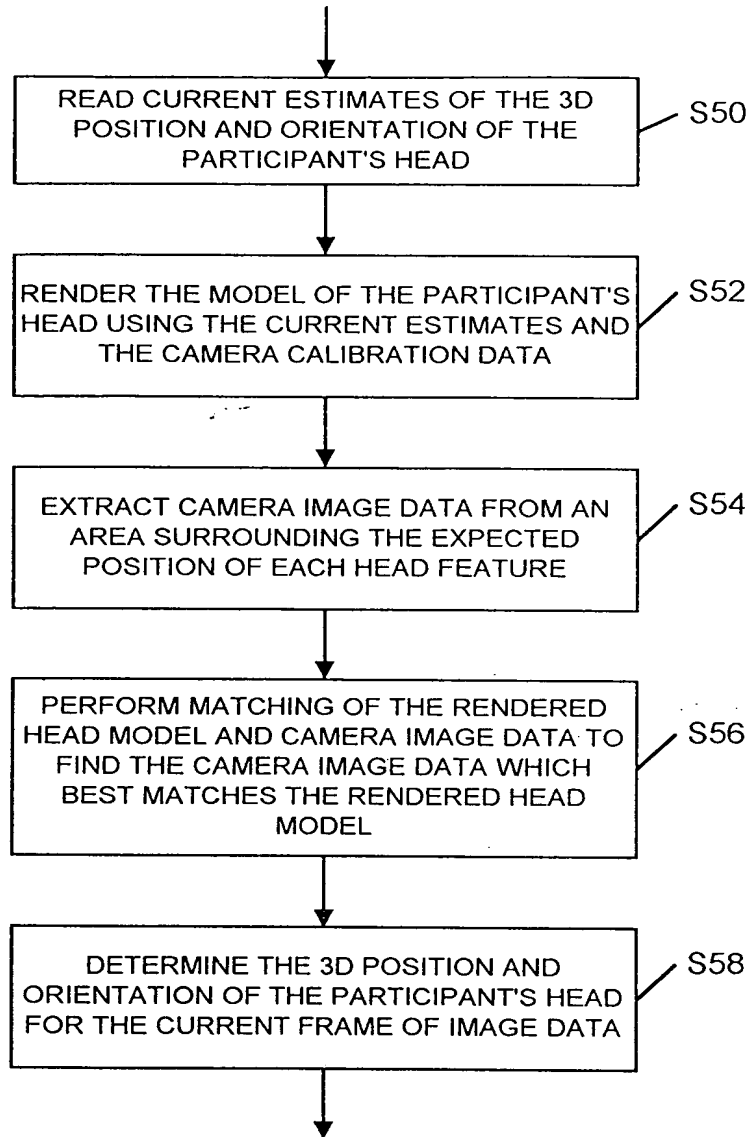 READ CURRENT ESTIMATES OF THE 3D
POSITION AND ORIENTATION OF THE
PARTICIPANT'S HEAD
S50
RENDER THE MODEL OF THE PARTICIPANT'S
HEAD USING THE CURRENT ESTIMATES AND
THE CAMERA CALIBRATION DATA
S52
EXTRACT CAMERA IMAGE DATA FROM AN
AREA SURROUNDING THE EXPECTED
POSITION OF EACH HEAD FEATURE
S54
PERFORM MATCHING OF THE RENDERED
HEAD MODEL AND CAMERA IMAGE DATA TO
FIND THE CAMERA IMAGE DATA WHICH
BEST MATCHES THE RENDERED HEAD
MODEL
S56
DETERMINE THE 3D POSITION AND
ORIENTATION OF THE PARTICIPANT'S HEAD
FOR THE CURRENT FRAME OF IMAGE DATA
S58